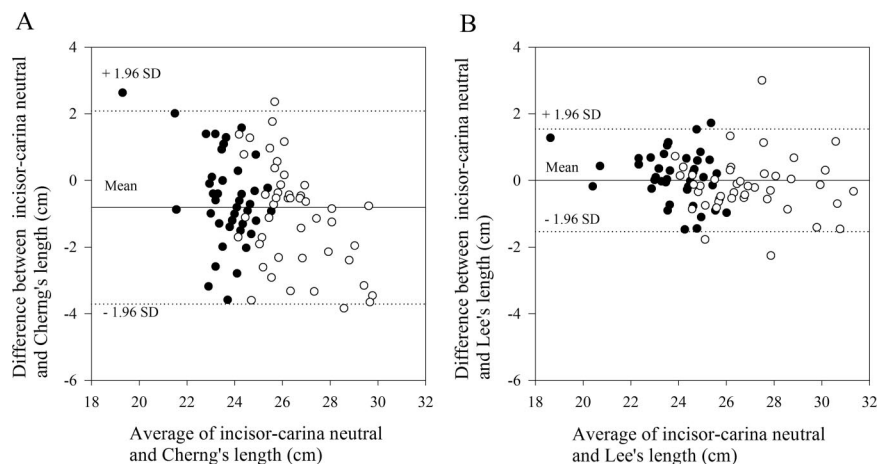 A
Difference between incisor-carina neutral
and Cherng's length (cm)
4
2
0
-2
-4
-6
+ 1.96 SD
Mean
- 1.96 SD
18 20 22 24 26 28 30 32
Average of incisor-carina neutral
and Cherng's length (cm)
B
Difference between incisor-carina neutral
and Lee's length (cm)
4
2
0
-2
-4
-6
+ 1.96 SD
Mean
- 1.96 SD
18 20 22 24 26 28 30 32
Average of incisor-carina neutral
and Lee's length (cm)